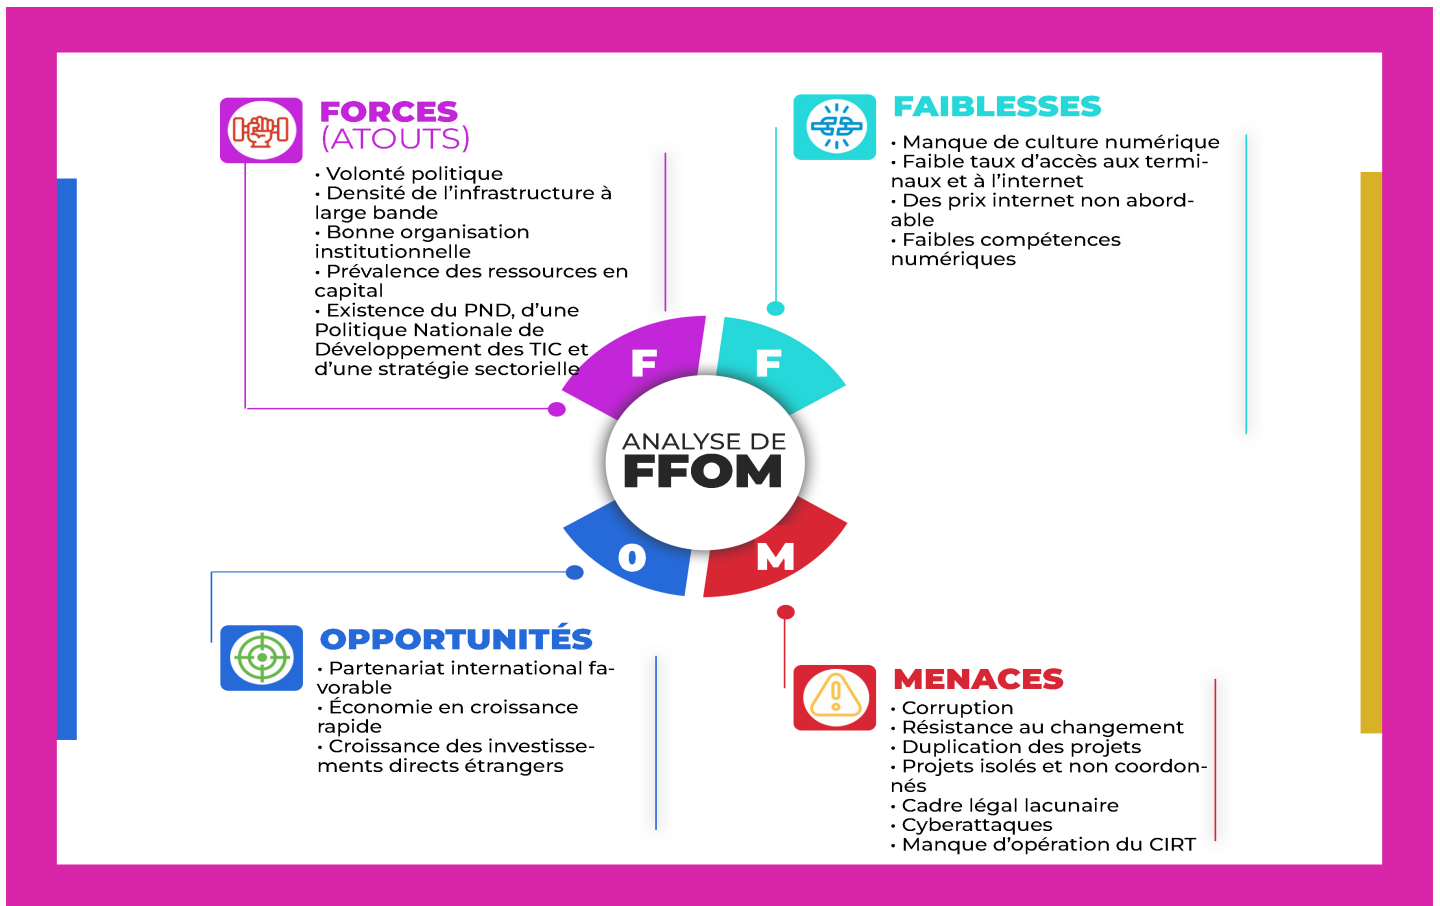 FORCES
(ATOUTS)
• Volonté politique
• Densité de l’infrastructure à
large bande
• Bonne organisation
institutionnelle
• Prévalence des ressources en
capital
• Existence du PND, d’une
Politique Nationale de
Développement des TIC et
d’une stratégie sectorielle
FAIBLESSES
• Manque de culture numérique
• Faible taux d’accès aux termi-
naux et à l’internet
• Des prix internet non abord-
able
• Faibles compétences
numériques
F
F
ANALYSE DE
FFOM
O
M
OPPORTUNITÉS
• Partenariat international fa-
vorable
• Économie en croissance
rapide
• Croissance des investisse-
ments directs étrangers
MENACES
• Corruption
• Résistance au changement
• Duplication des projets
• Projets isolés et non coordon-
nés
• Cadre légal lacunaire
• Cyberattaques
• Manque d’opération du CIRT